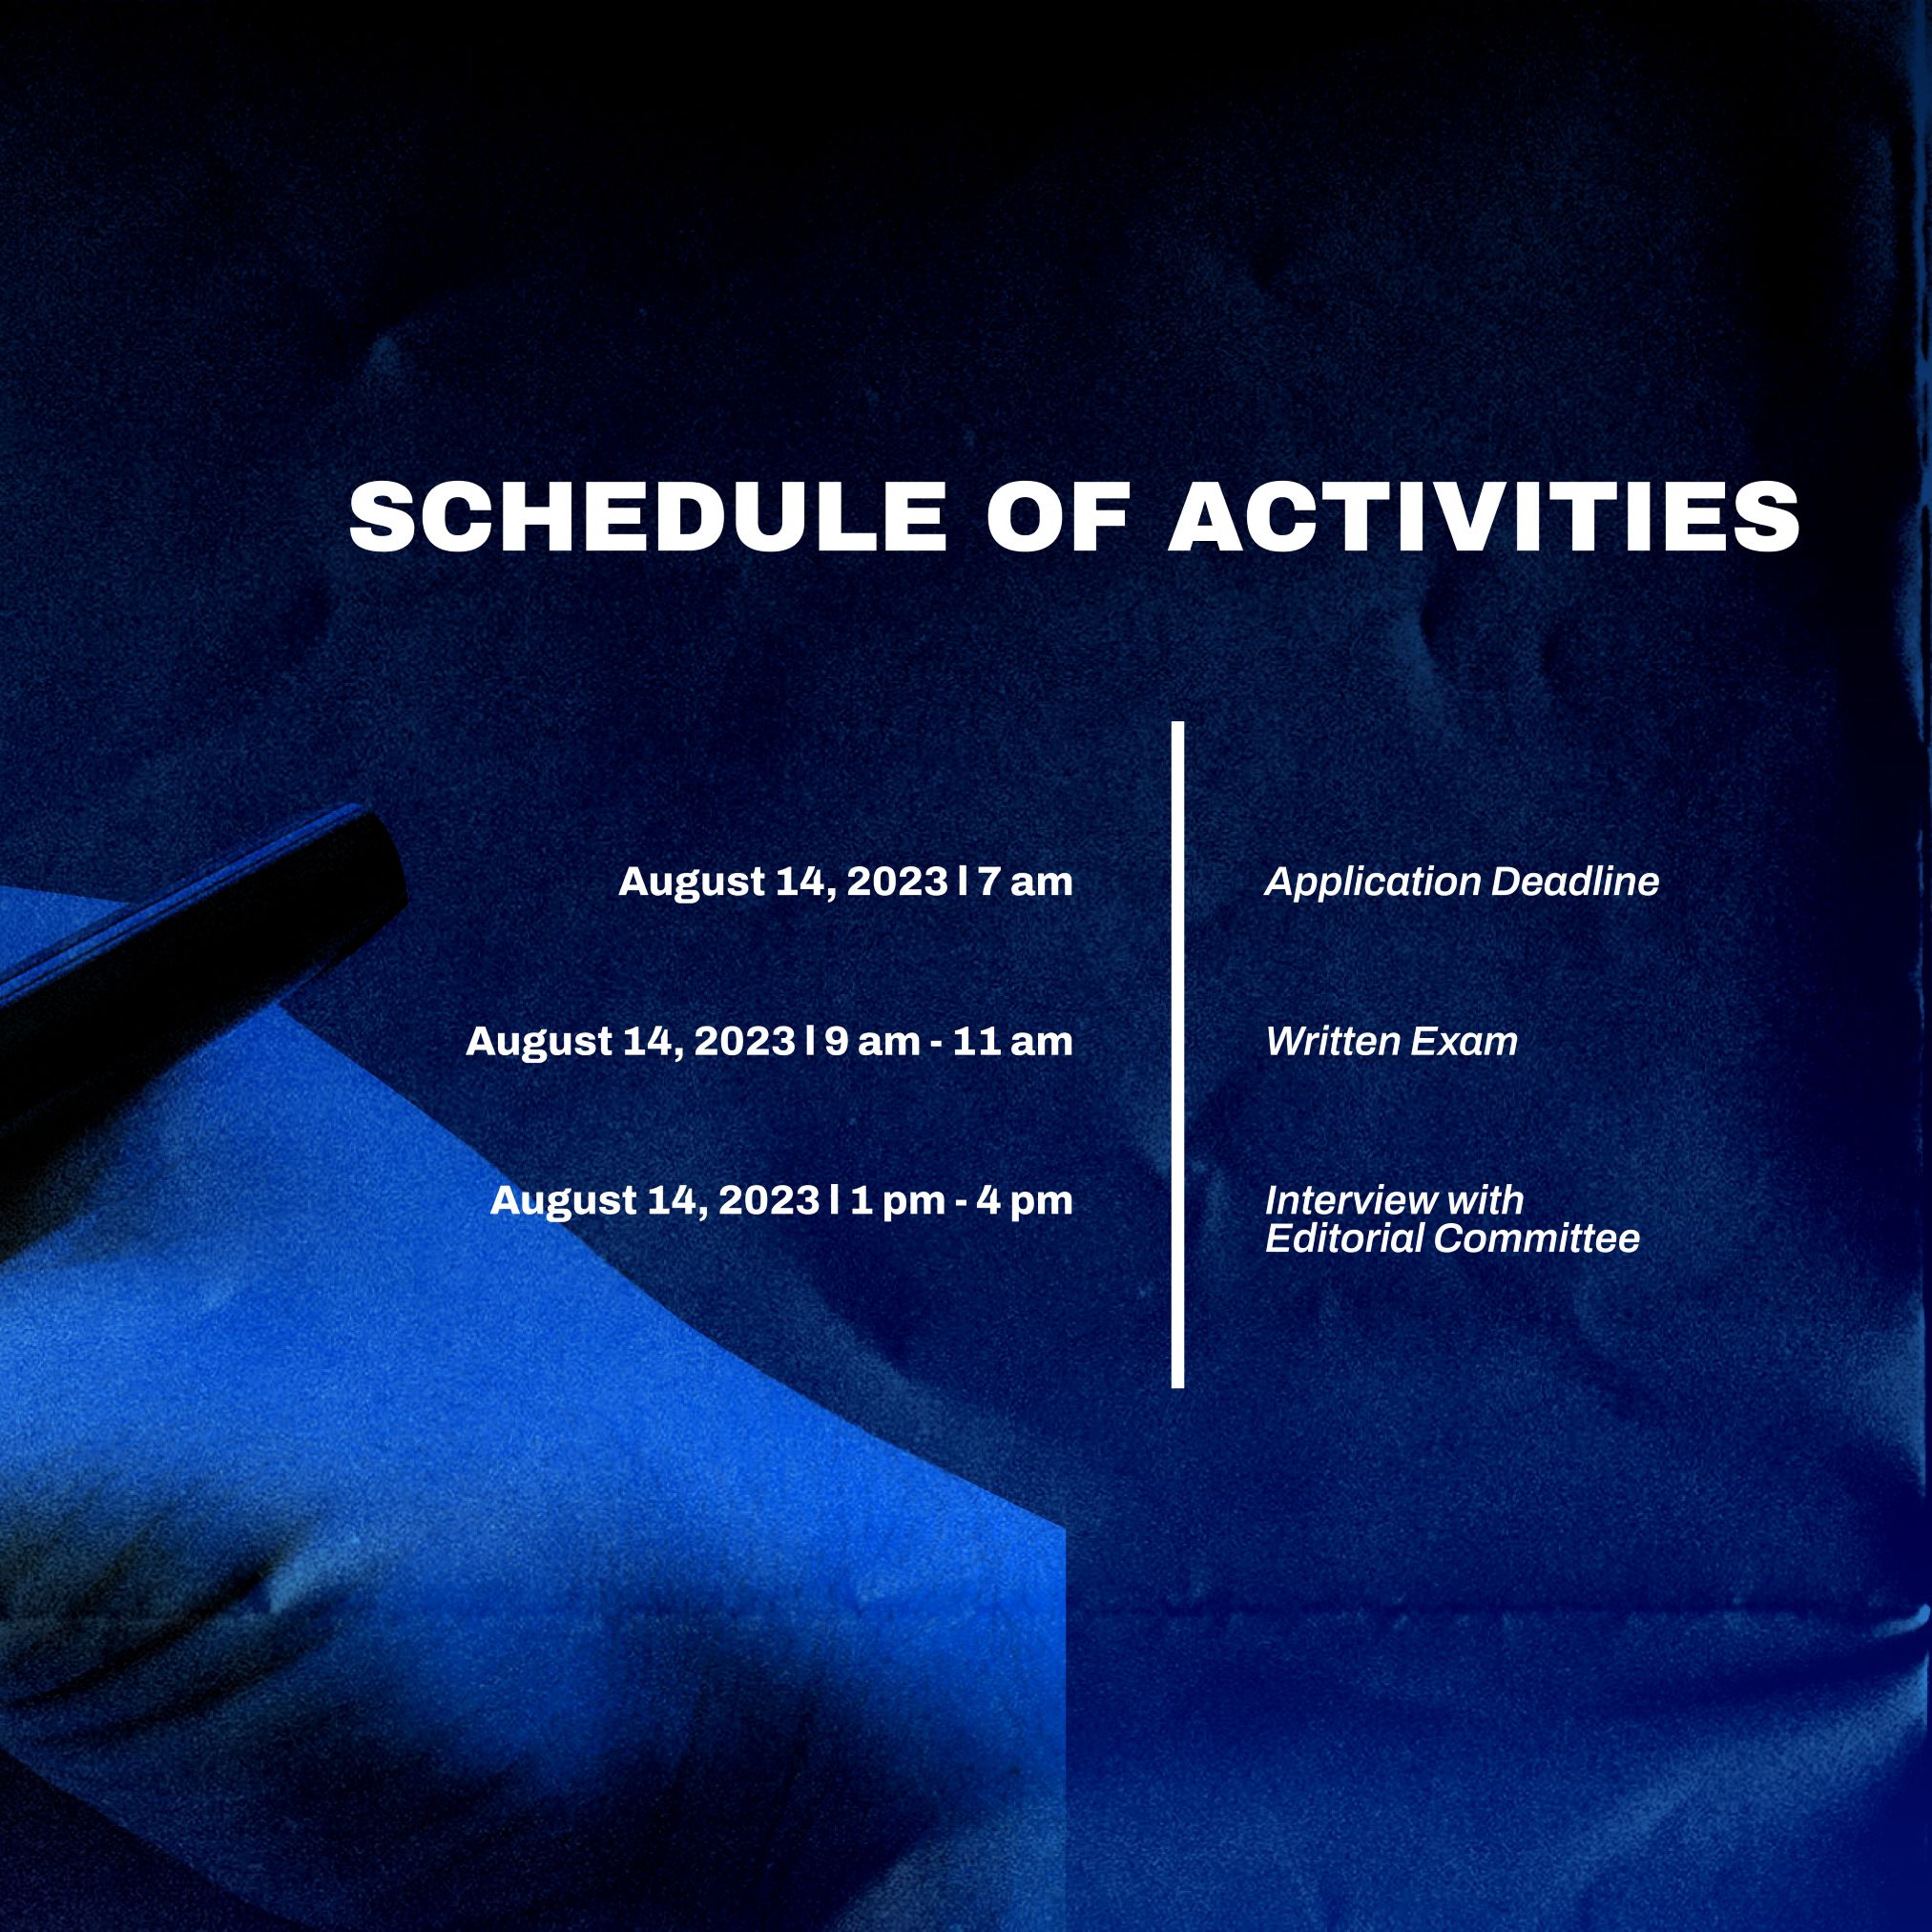 SCHEDULE OF ACTIVITIES
August 14, 2023 | 7 am
Application Deadline
August 14, 2023 | 9 am - 11 am
Written Exam
August 14, 2023 | 1 pm - 4 pm
Interview with
Editorial Committee